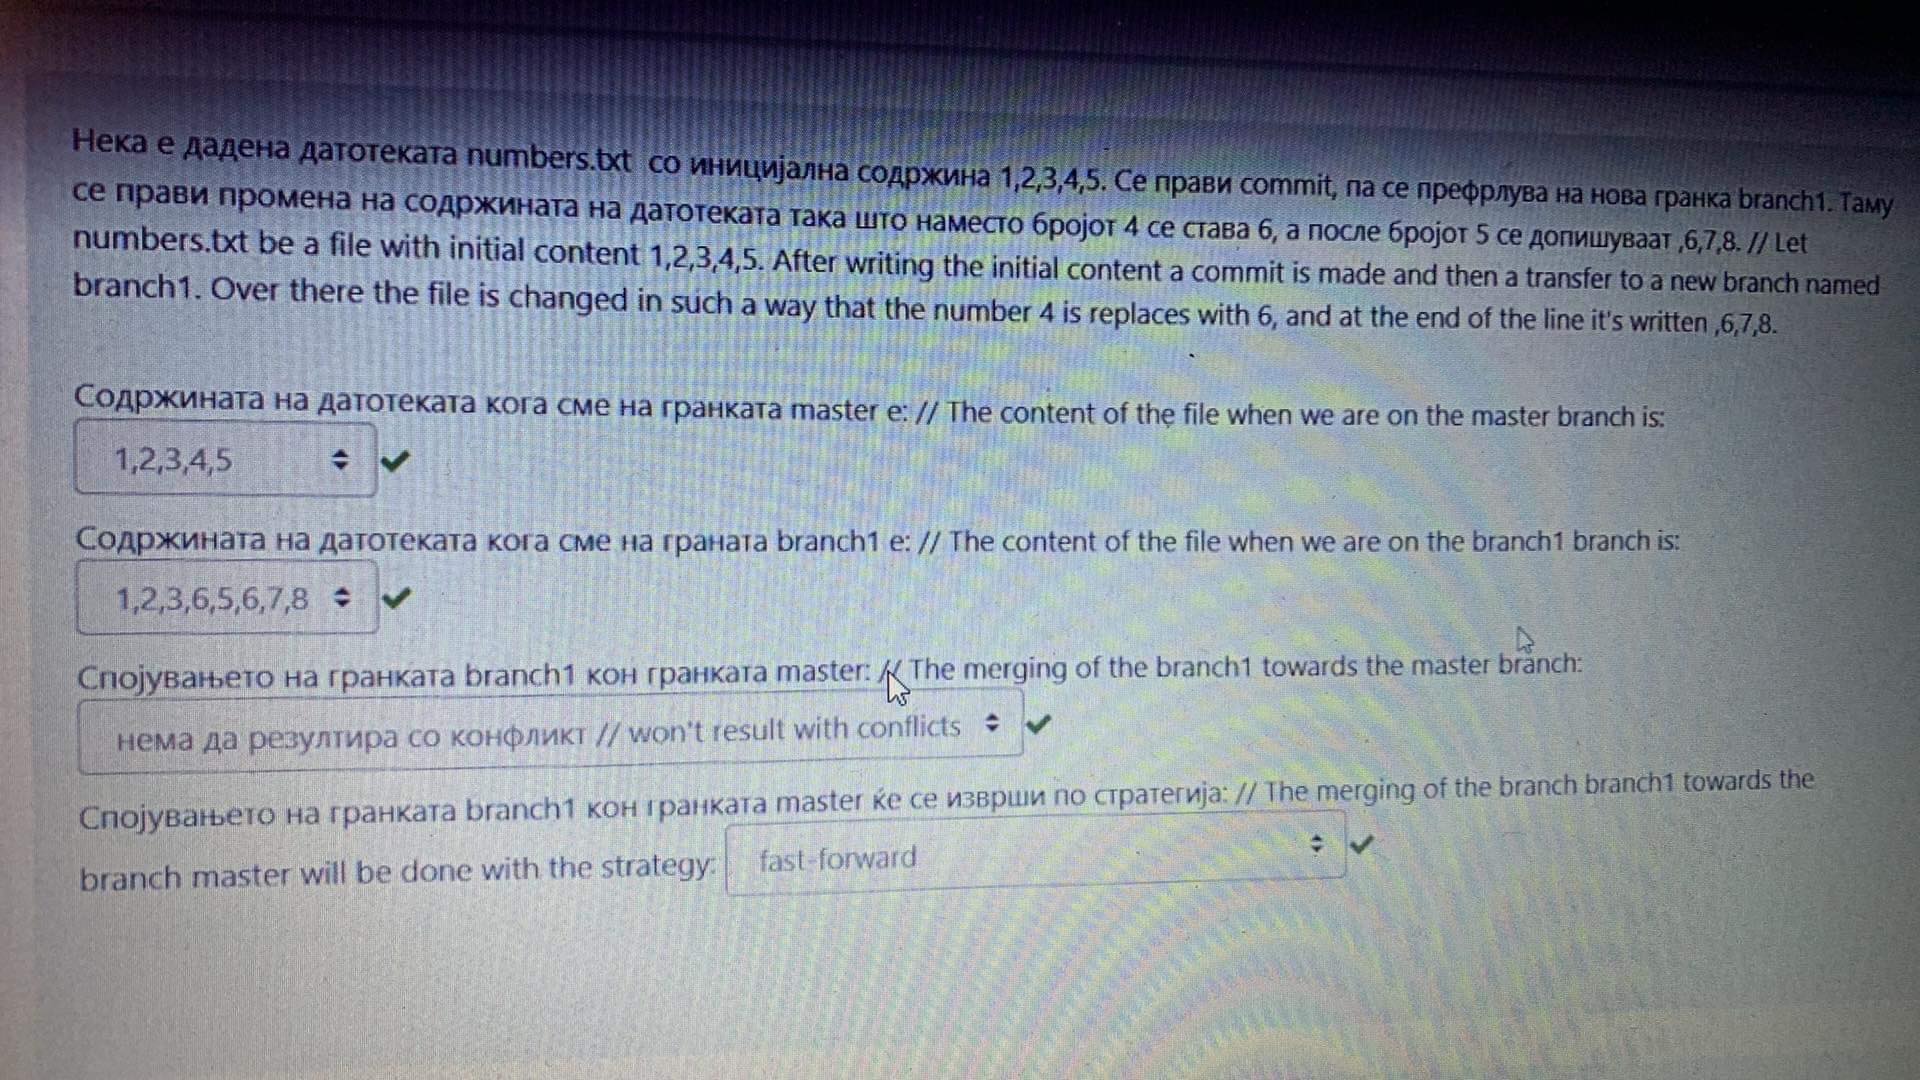 Нека е дадена датотеката numbers.txt со иницијална содржина 1,2,3,4,5. Се прави commit, па се префрлува на нова гранка branch1. Таму
се прави промена на содржината на датотеката така што наместо бројот 4 се става 6, а после бројот 5 се допишуваат ,6,7,8. // Let
numbers.txt be a file with initial content 1,2,3,4,5. After writing the initial content a commit is made and then a transfer to a new branch named
branch1. Over there the file is changed in such a way that the number 4 is replaces with 6, and at the end of the line it's written ,6,7,8.
Содржината на датотеката кога сме на гранката master е: // The content of the file when we are on the master branch is:
1,2,3,4,5
Содржината на датотеката кога сме на граната branch1 е: // The content of the file when we are on the branch1 branch is:
1,2,3,6,5,6,7,8
Спојувањето на гранката branch1 кон гранката master: // The merging of the branch1 towards the master branch:
нема да резултира со конфликт // won't result with conflicts
Спојувањето на гранката branch1 кон гранката master ќе се изврши по стратегија: // The merging of the branch branch1 towards the
branch master will be done with the strategy: fast-forward